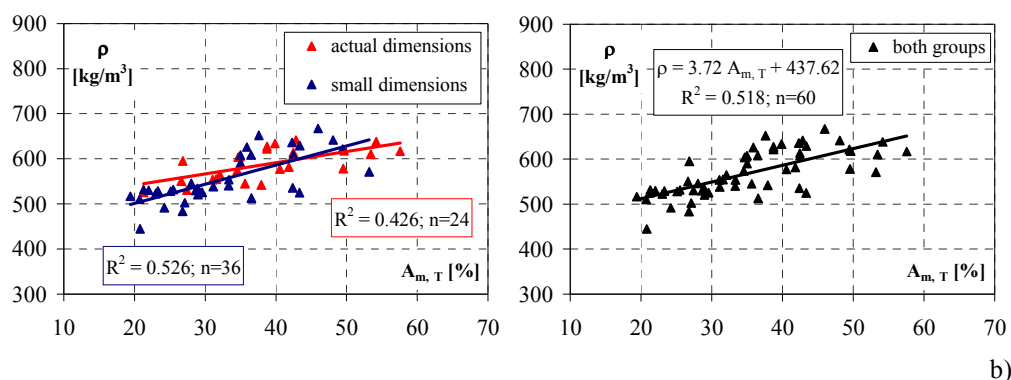 900
800
700
600
500
400
300
ρ
[kg/m³]
actual dimensions
small dimensions
R² = 0.426; n=24
R² = 0.526; n=36
A_m, T [%]
10 20 30 40 50 60 70
900
800
700
600
500
400
300
ρ
[kg/m³]
both groups
ρ = 3.72 A_m, T + 437.62
R² = 0.518; n=60
A_m, T [%]
10 20 30 40 50 60 70
b)